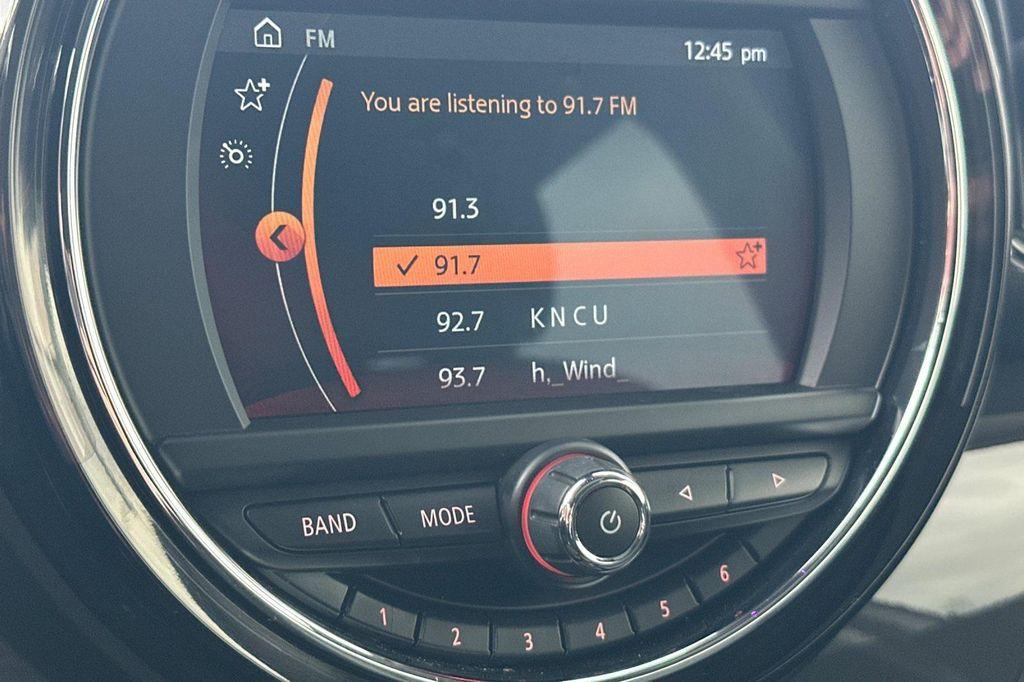 FM
12:45 pm
You are listening to 91.7 FM
91.3
91.7
92.7 KNCU
93.7 h,_Wind_
BAND MODE
1 2 3 4 5 6